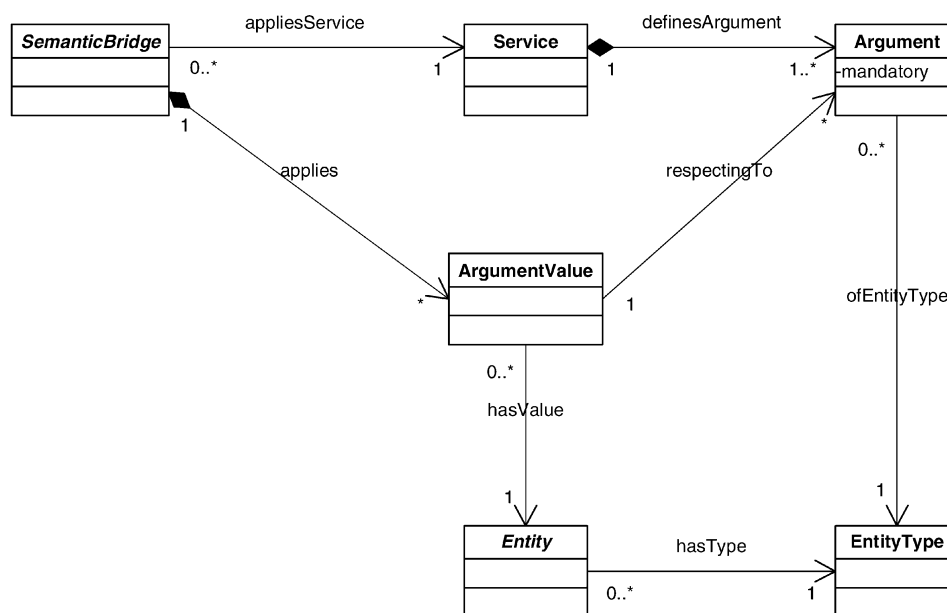 appliesService
definesArgument
SemanticBridge
Service
Argument
0..*
1
1
1..*
-mandatory
1
*
0..*
applies
respectingTo
ArgumentValue
*
1
ofEntityType
0..*
hasValue
1
1
Entity
hasType
EntityType
0..*
1